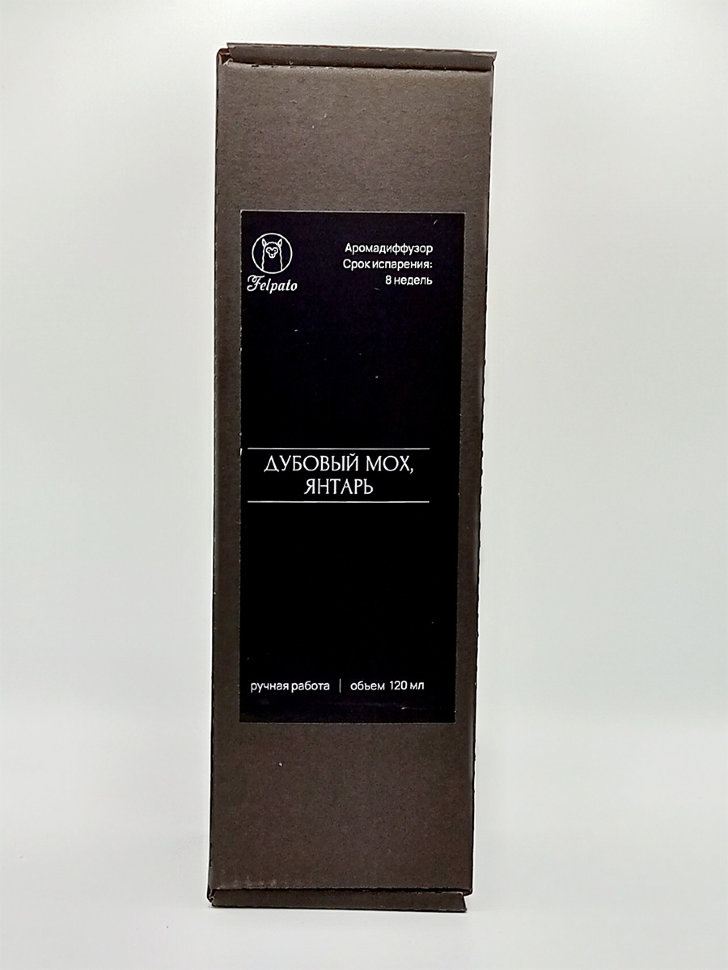 Felpato
Аромадиффузор
Срок испарения:
8 недель
ДУБОВЫЙ МОХ,
ЯНТАРЬ
ручная работа | объем 120 мл